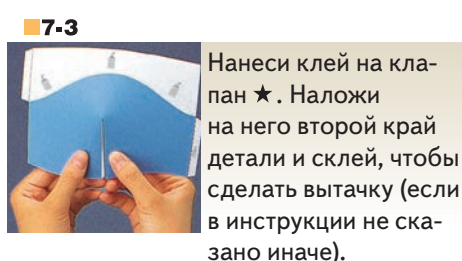 7-3
Нанеси клей на кла-
пан ★. Наложи
на него второй край
детали и склей, чтобы
сделать вытачку (если
в инструкции не ска-
зано иначе).